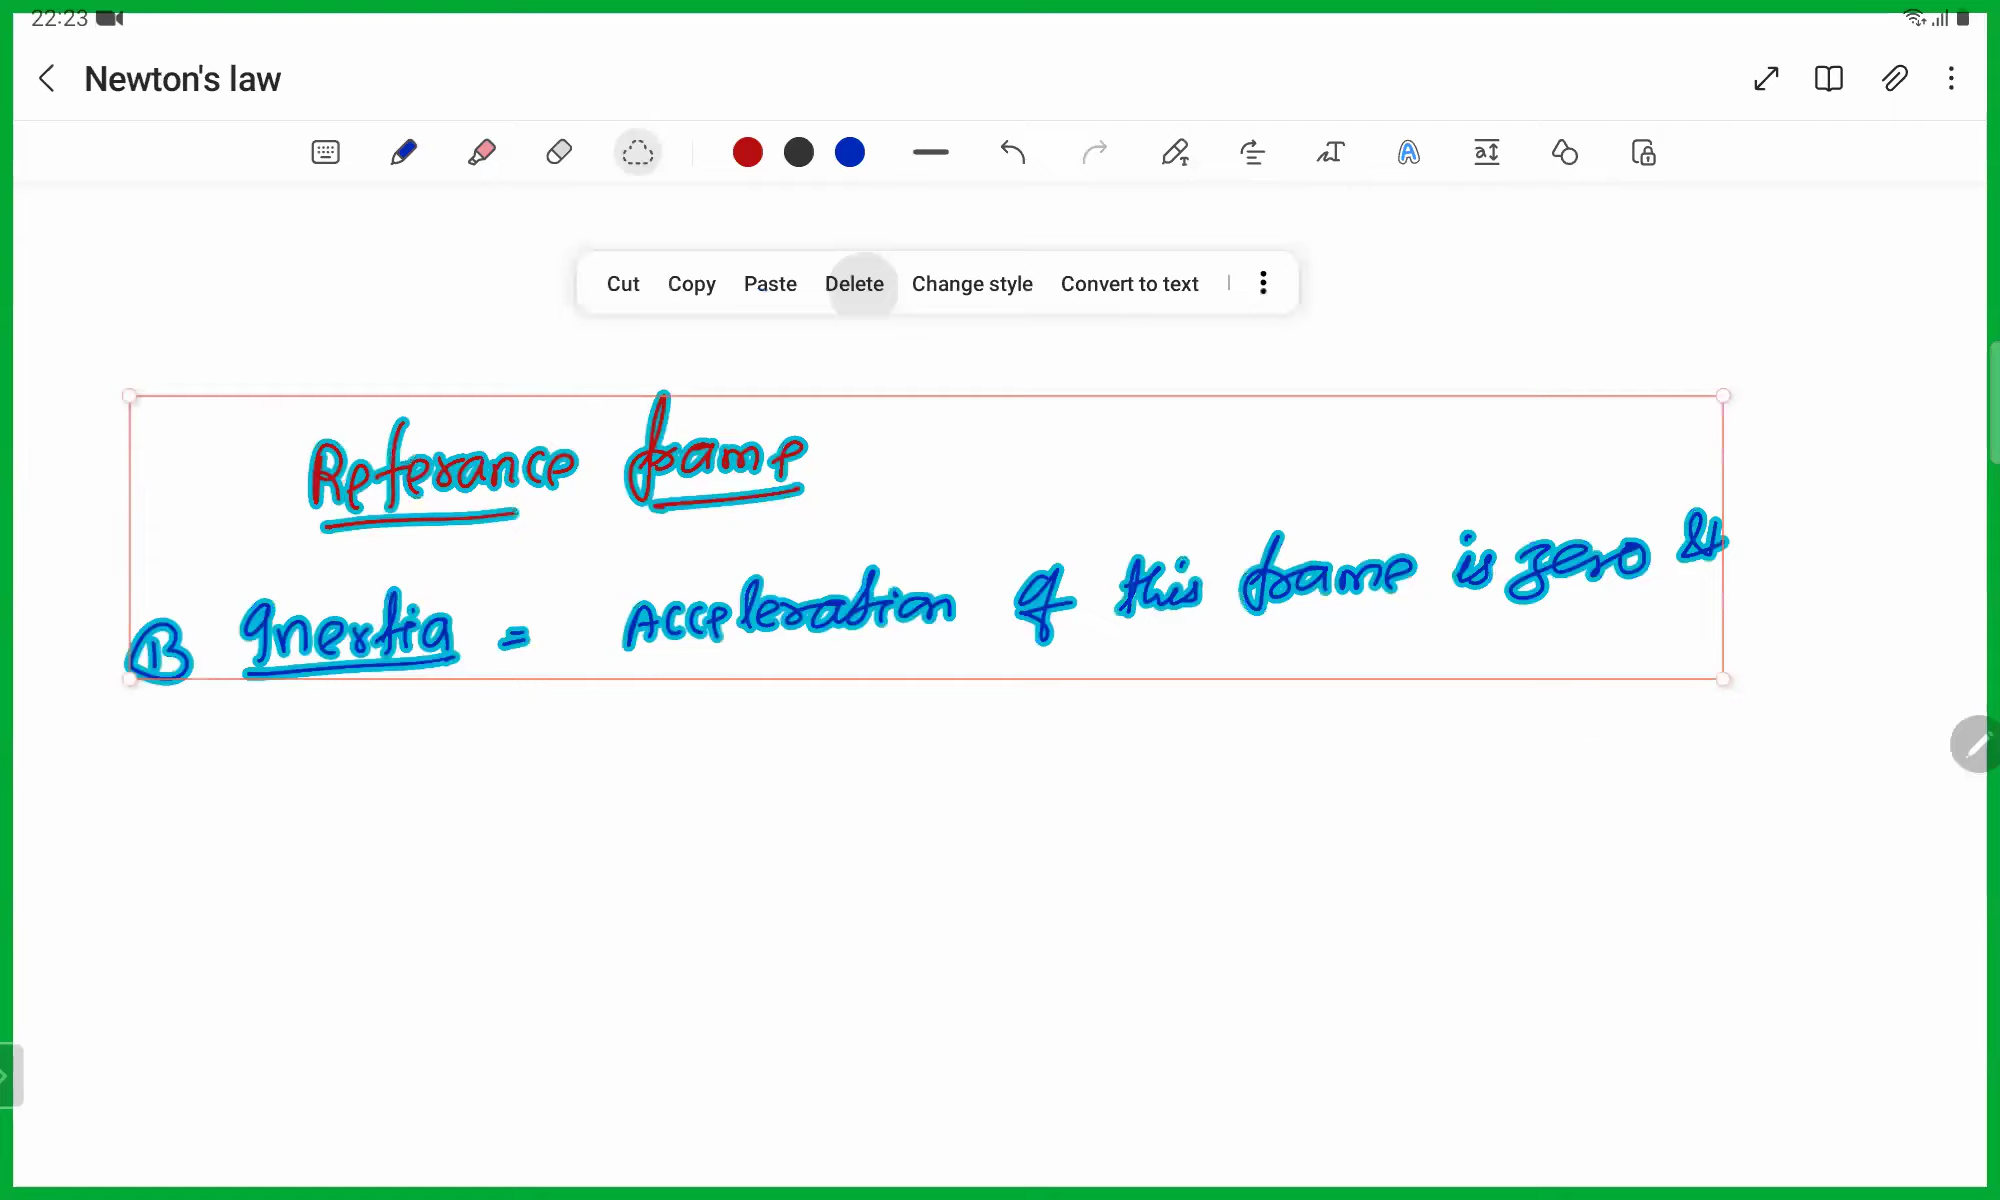 22:23
Newton's law
Cut Copy Paste Delete Change style Convert to text
Referance frame
Inertia = Acceleration of this frame is zero &